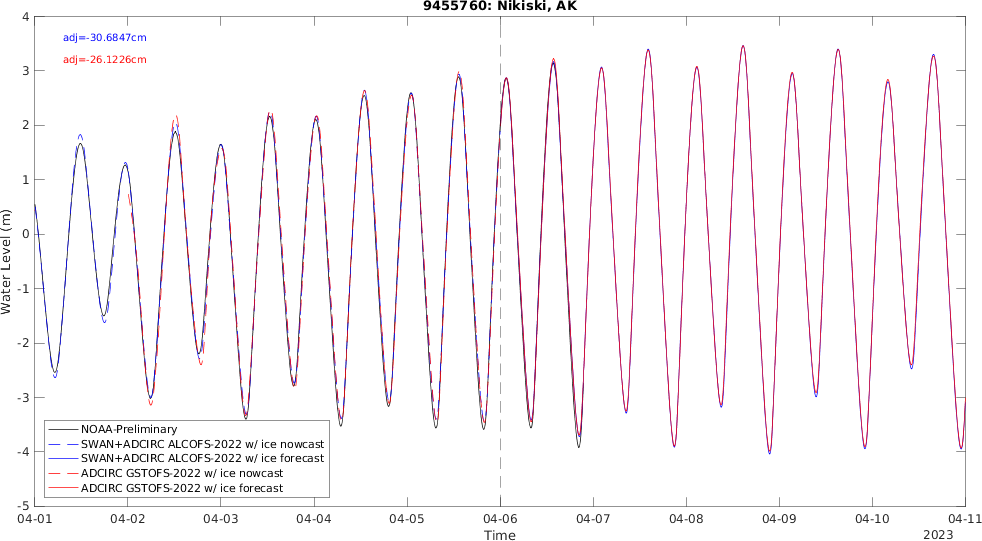 9455760: Nikiski, AK
adj=-30.6847cm
adj=-26.1226cm
4
3
2
1
0
-1
-2
-3
-4
-5
Water Level (m)
NOAA-Preliminary
SWAN+ADCIRC ALCOFS-2022 w/ ice nowcast
SWAN+ADCIRC ALCOFS-2022 w/ ice forecast
ADCIRC GSTOFS-2022 w/ ice nowcast
ADCIRC GSTOFS-2022 w/ ice forecast
04-01 04-02 04-03 04-04 04-05 04-06 04-07 04-08 04-09 04-10 04-11
Time
2023